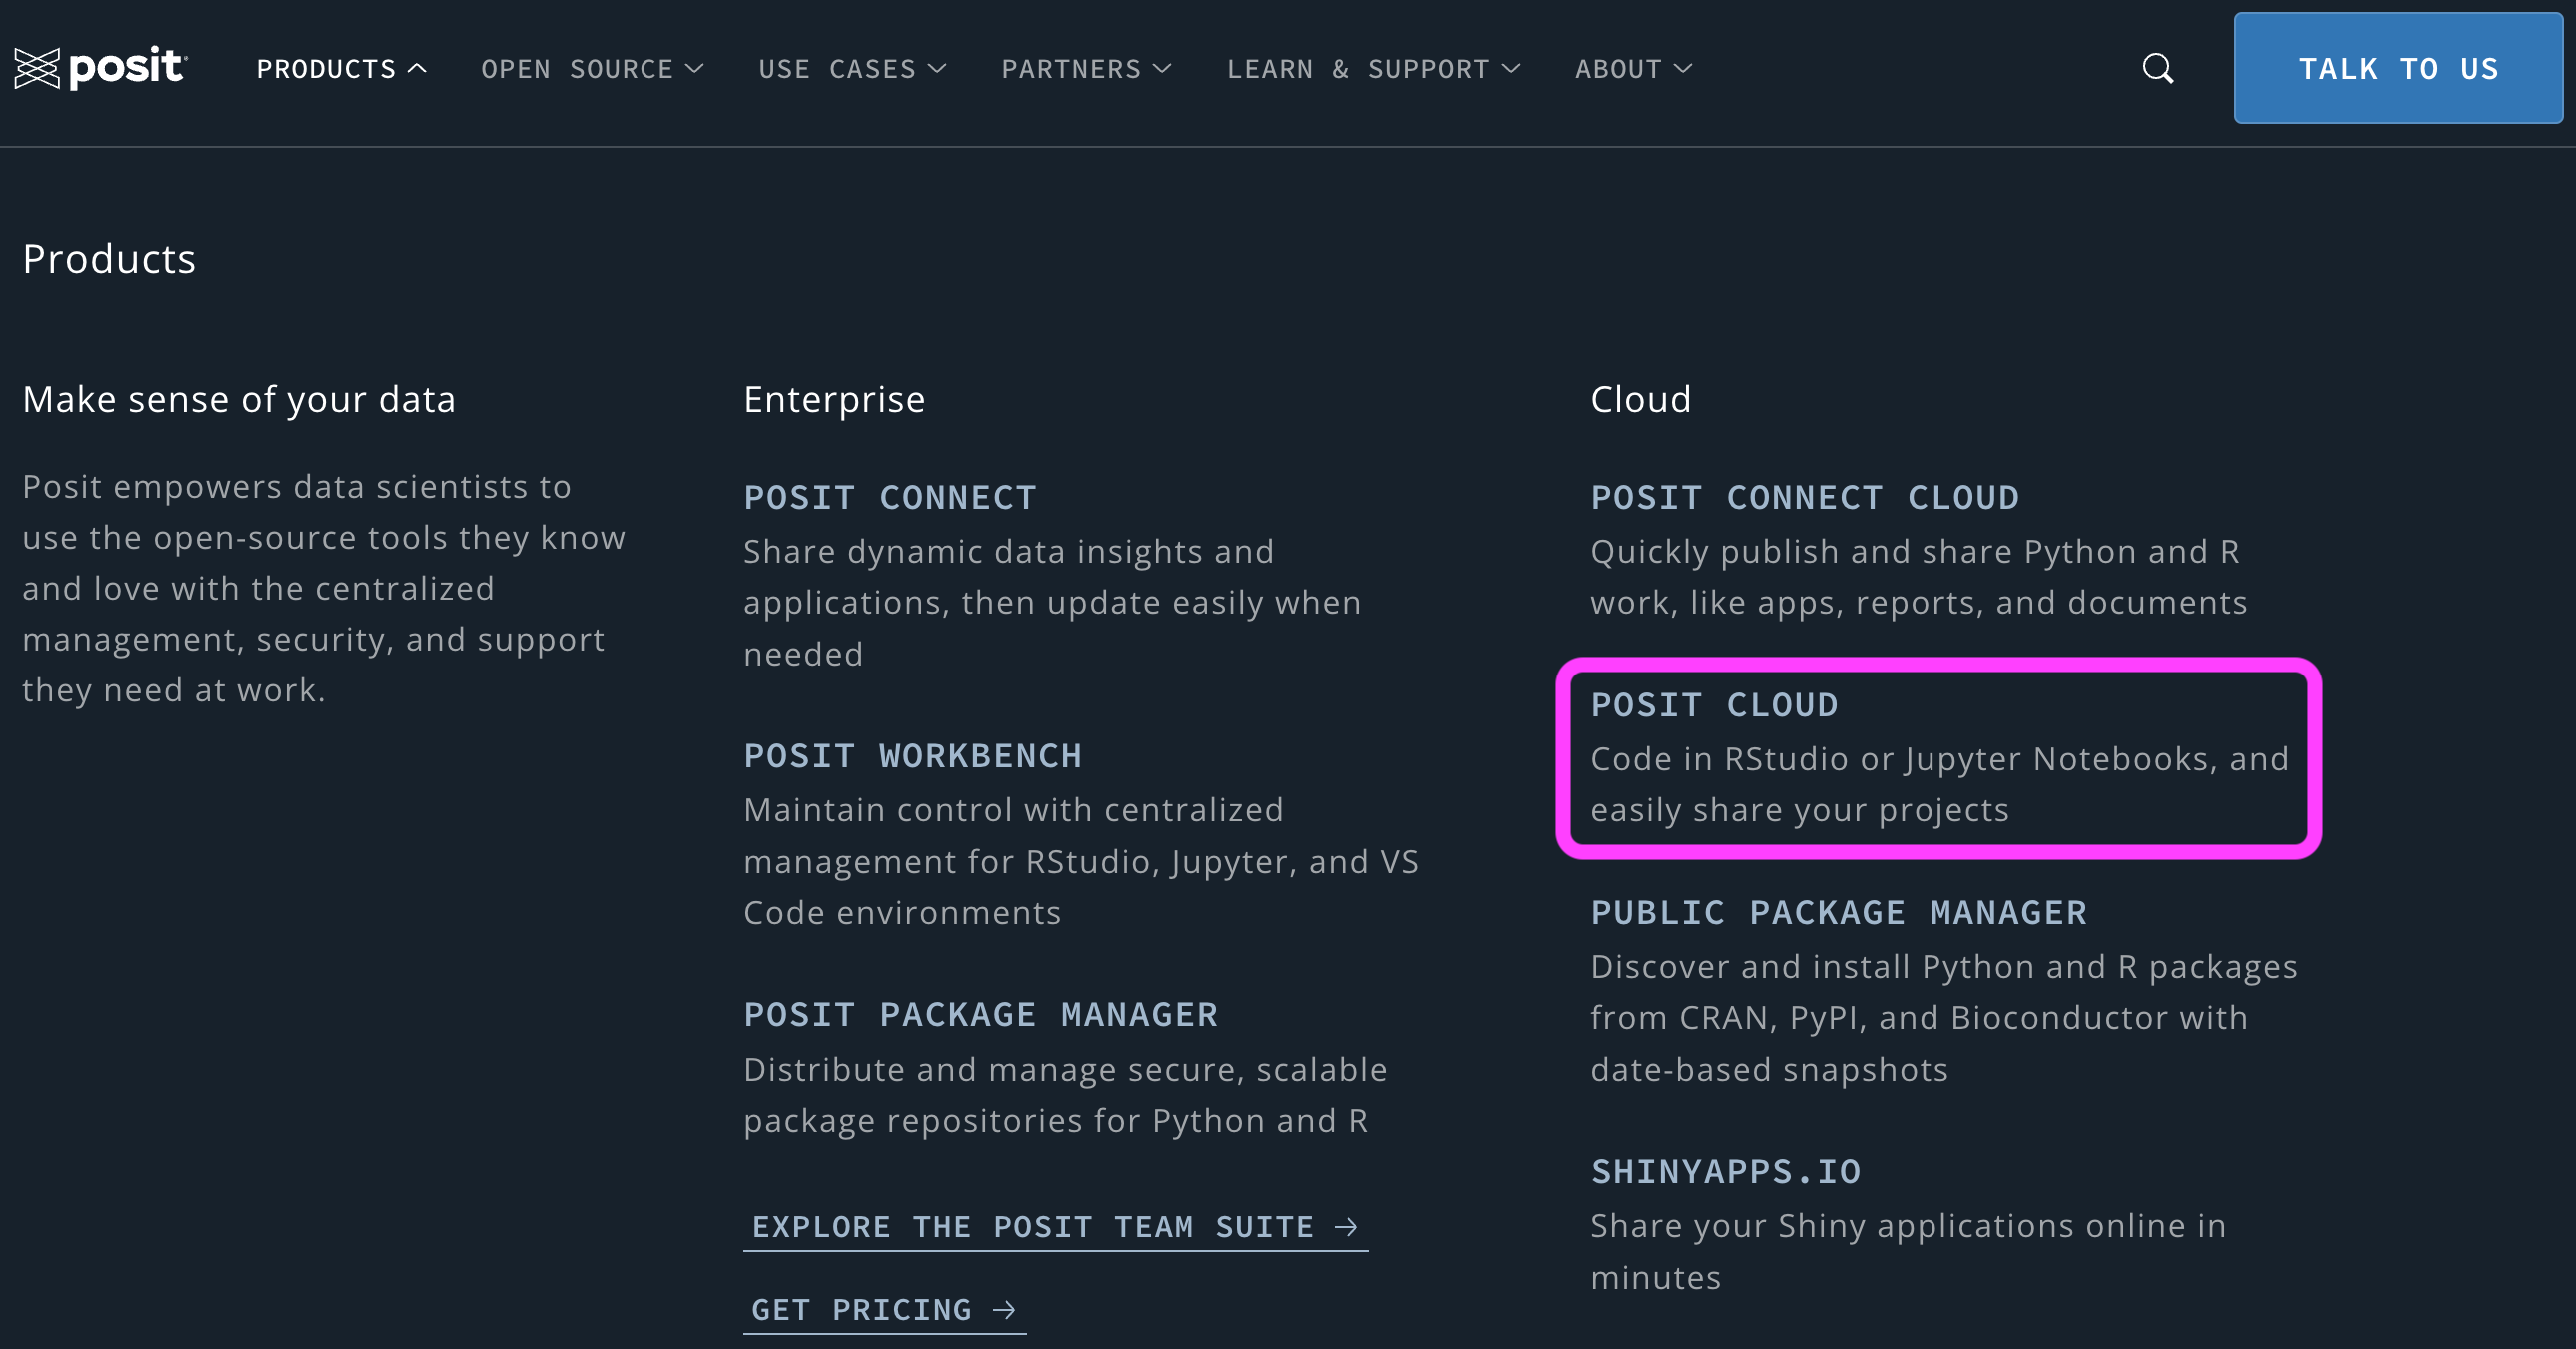 posit
PRODUCTS
OPEN SOURCE
USE CASES
PARTNERS
LEARN & SUPPORT
ABOUT
TALK TO US
Products
Make sense of your data
Posit empowers data scientists to
use the open-source tools they know
and love with the centralized
management, security, and support
they need at work.
Enterprise
POSIT CONNECT
Share dynamic data insights and
applications, then update easily when
needed
POSIT WORKBENCH
Maintain control with centralized
management for RStudio, Jupyter, and VS
Code environments
POSIT PACKAGE MANAGER
Distribute and manage secure, scalable
package repositories for Python and R
EXPLORE THE POSIT TEAM SUITE →
GET PRICING →
Cloud
POSIT CONNECT CLOUD
Quickly publish and share Python and R
work, like apps, reports, and documents
POSIT CLOUD
Code in RStudio or Jupyter Notebooks, and
easily share your projects
PUBLIC PACKAGE MANAGER
Discover and install Python and R packages
from CRAN, PyPI, and Bioconductor with
date-based snapshots
SHINYAPPS.IO
Share your Shiny applications online in
minutes